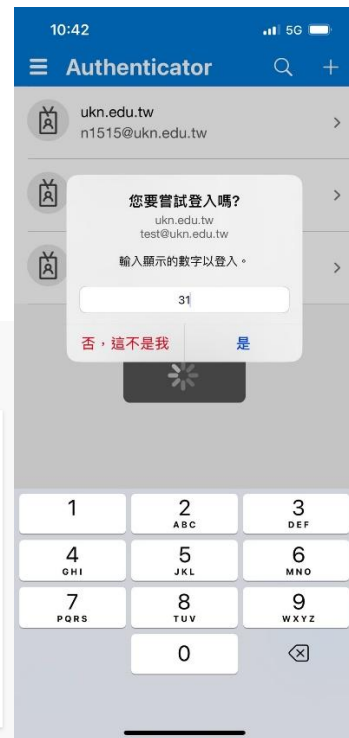 10:42
5G
Authenticator
ukn.edu.tw
n1515@ukn.edu.tw
您要嘗試登入嗎?
ukn.edu.tw
test@ukn.edu.tw
輸入顯示的數字以登入。
31
否，這不是我
是
1
2
ABC
3
DEF
4
GHI
5
JKL
6
MNO
7
PQRS
8
TUV
9
WXYZ
0